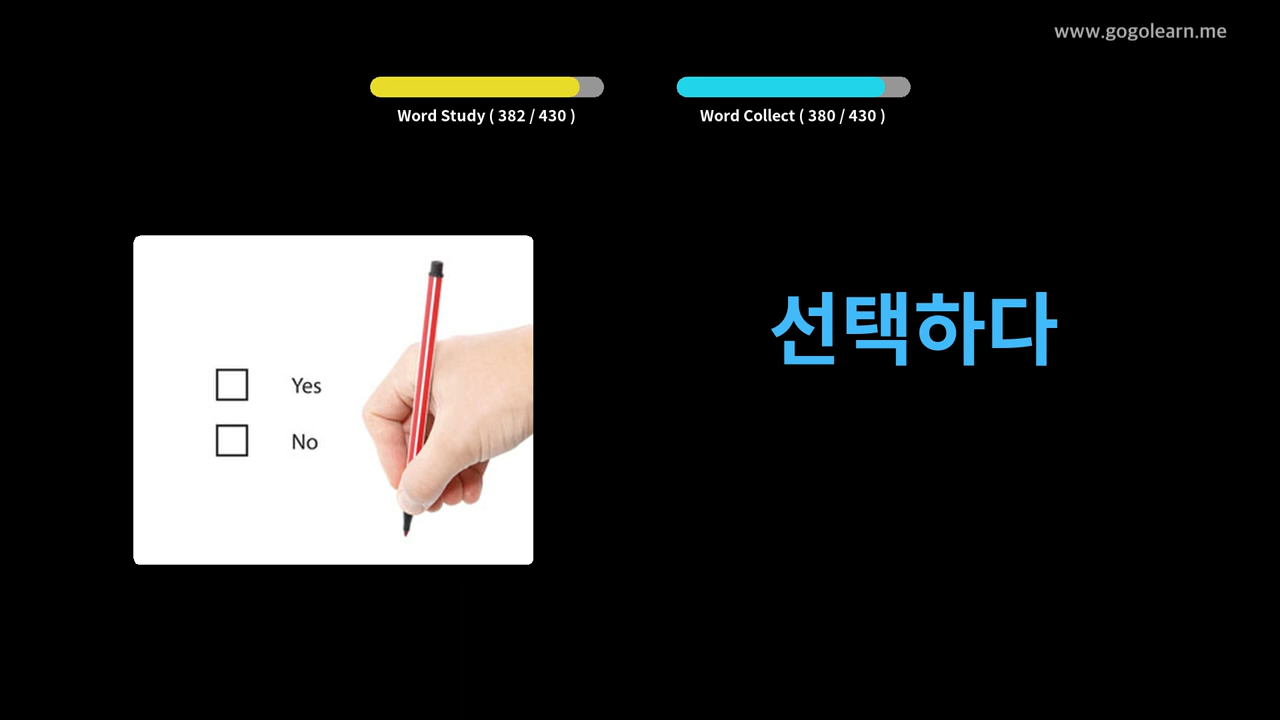 www.gogolearn.me
Word Study ( 382 / 430 )
Word Collect ( 380 / 430 )
Yes
No
선택하다